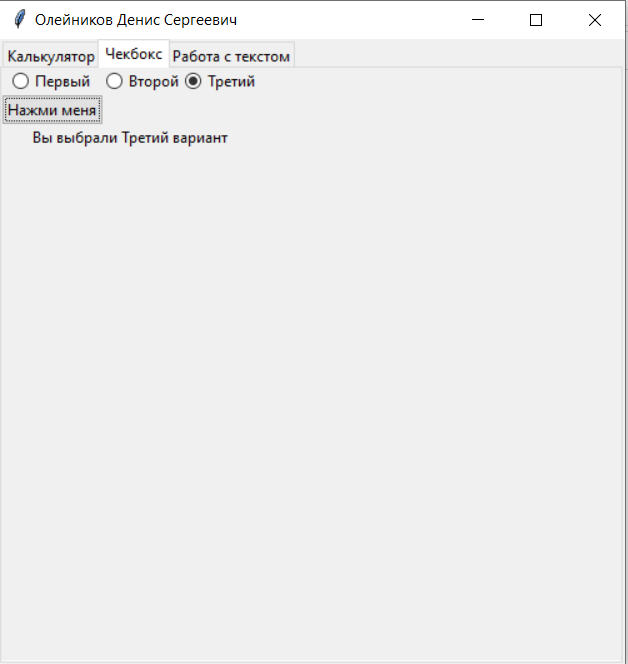 Олейников Денис Сергеевич
Калькулятор Чекбокс Работа с текстом
Первый Второй Третий
Нажми меня
Вы выбрали Третий вариант